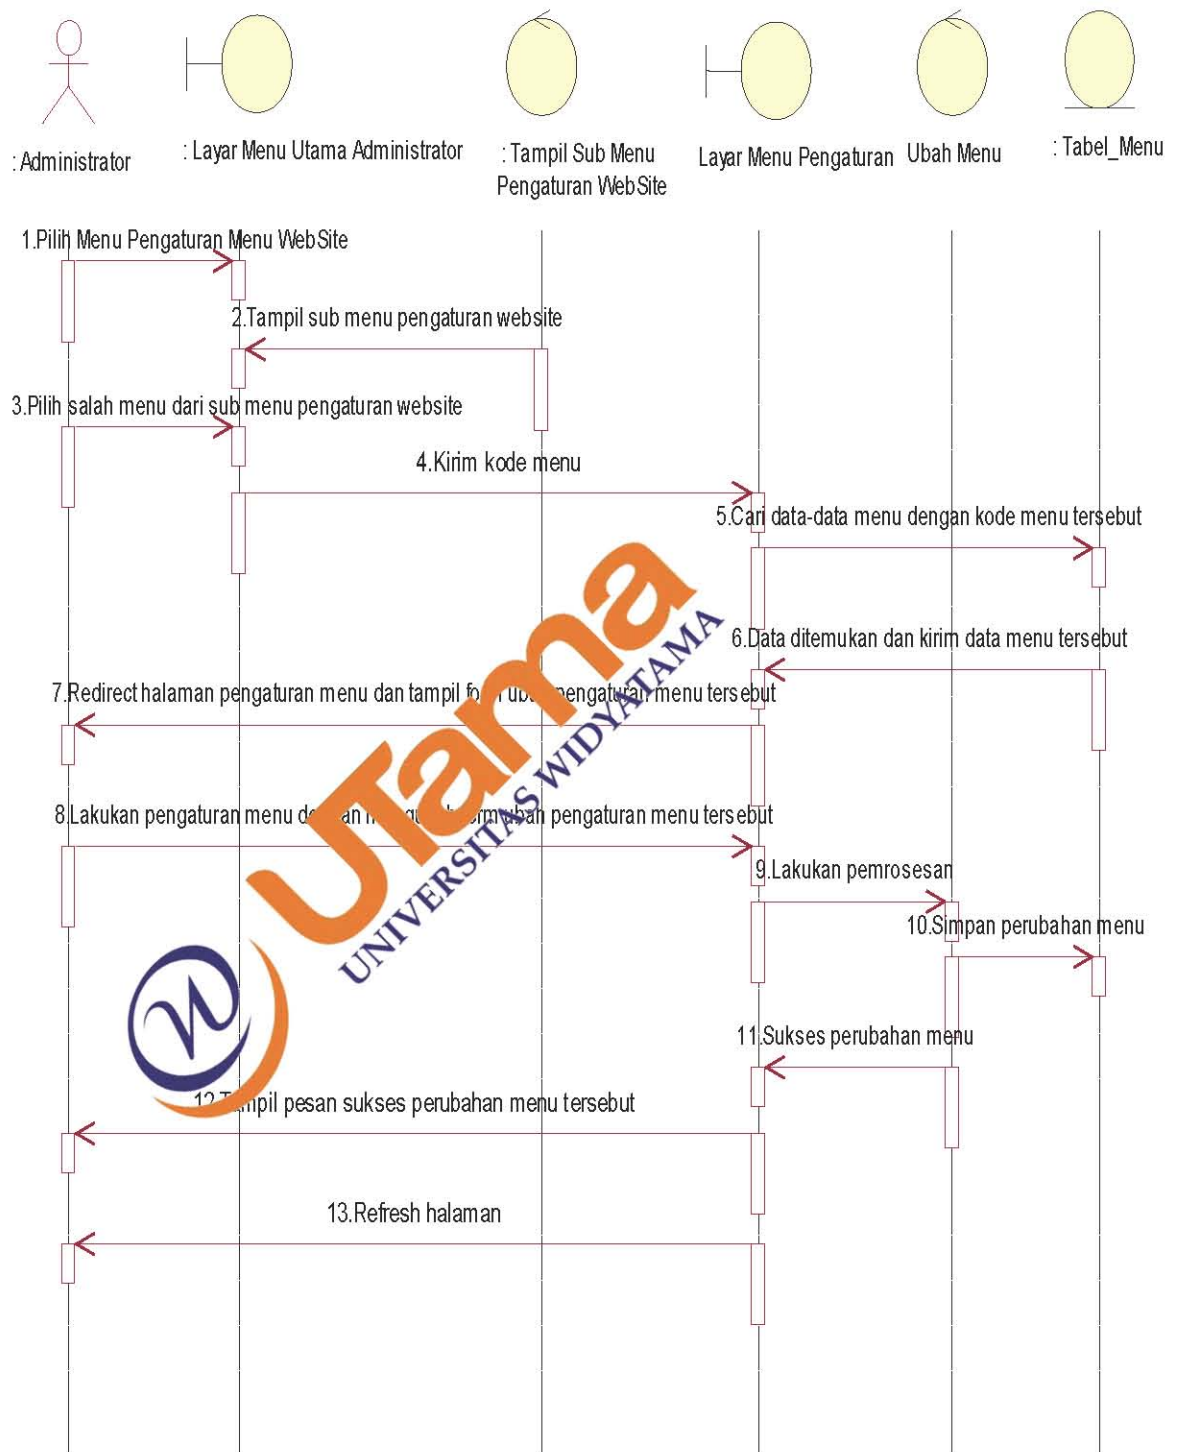 : Administrator
: Layar Menu Utama Administrator
: Tampil Sub Menu
Pengaturan WebSite
Layar Menu Pengaturan
Ubah Menu
: Tabel_Menu
1.Pilih Menu Pengaturan Menu WebSite
2.Tampil sub menu pengaturan website
3.Pilih salah menu dari sub menu pengaturan website
4.Kirim kode menu
5.Cari data-data menu dengan kode menu tersebut
6.Data ditemukan dan kirim data menu tersebut
7.Redirect halaman pengaturan menu dan tampil pengaturan menu tersebut
8.Lakukan pengaturan menu pengaturan menu tersebut
9.Lakukan pemrosesan
10.Simpan perubahan menu
11.Sukses perubahan menu
12.Tampil pesan sukses perubahan menu tersebut
13.Refresh halaman
UTama
UNIVERSITAS WIDYATAMA